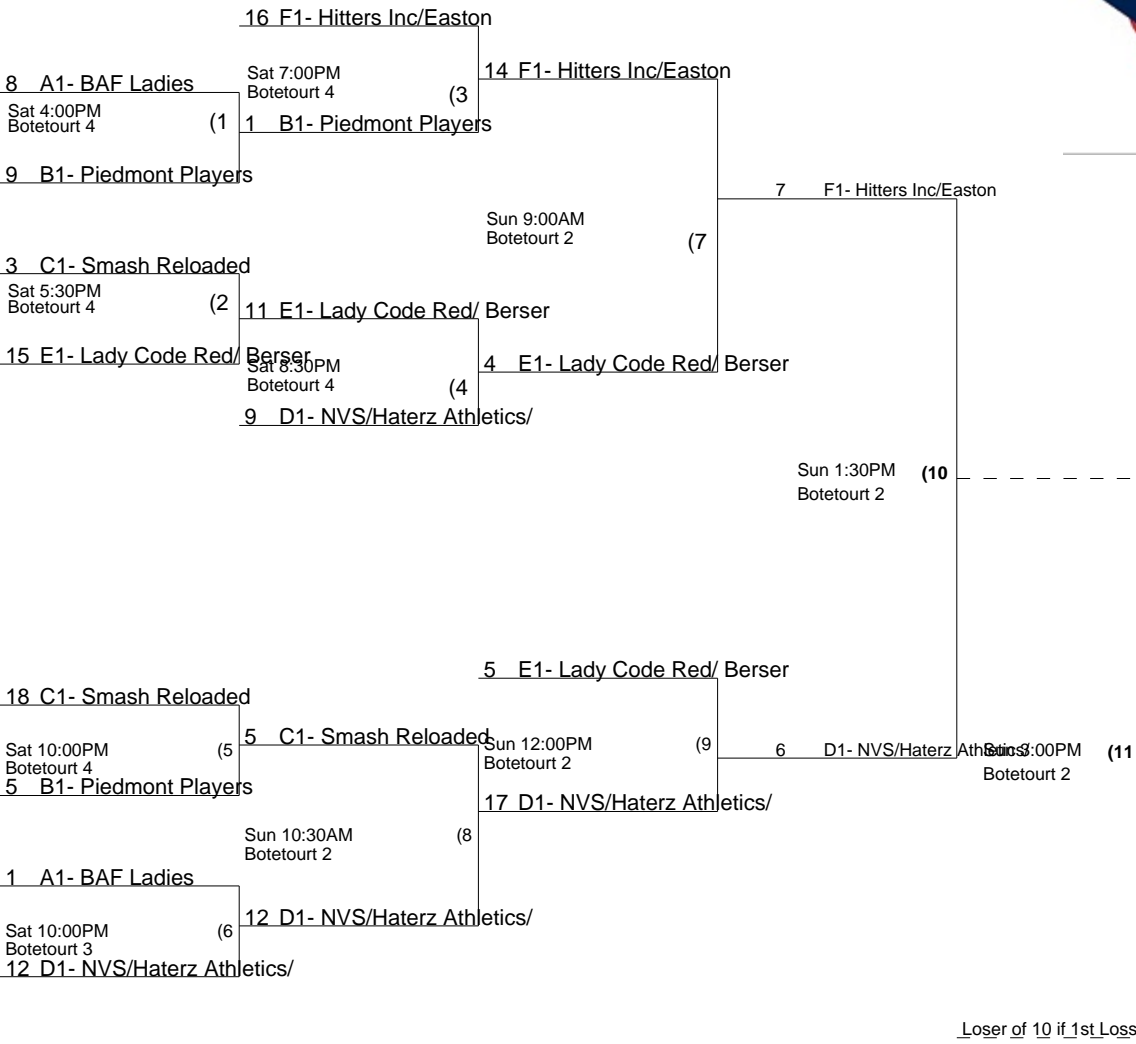 16 F1- Hitters Inc/Easton
8 A1- BAF Ladies
Sat 7:00PM
Botetourt 4
(3
14 F1- Hitters Inc/Easton
Sat 4:00PM
Botetourt 4
(1
1 B1- Piedmont Players
9 B1- Piedmont Players
7 F1- Hitters Inc/Easton
Sun 9:00AM
Botetourt 2
(7
3 C1- Smash Reloaded
Sat 5:30PM
Botetourt 4
(2
11 E1- Lady Code Red/ Berser
15 E1- Lady Code Red/ Berser
Sat 8:30PM
Botetourt 4
(4
4 E1- Lady Code Red/ Berser
9 D1- NVS/Haterz Athletics/
Sun 1:30PM
Botetourt 2
(10
5 E1- Lady Code Red/ Berser
18 C1- Smash Reloaded
5 C1- Smash Reloaded
Sat 10:00PM
Botetourt 4
(5
5 B1- Piedmont Players
Sun 12:00PM
Botetourt 2
(9
6 D1- NVS/Haterz Athletics/
Sun 3:00PM
Botetourt 2
(11
17 D1- NVS/Haterz Athletics/
Sun 10:30AM
Botetourt 2
(8
1 A1- BAF Ladies
12 D1- NVS/Haterz Athletics/
Sat 10:00PM
Botetourt 3
(6
12 D1- NVS/Haterz Athletics/
Loser of 10 if 1st Loss